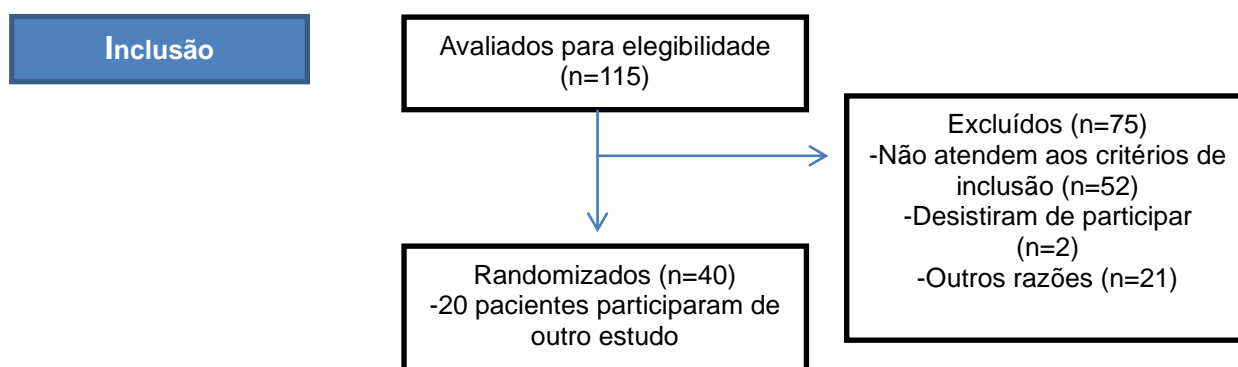 Inclusão
Avaliados para elegibilidade
(n=115)
Excluídos (n=75)
-Não atendem aos critérios de
inclusão (n=52)
-Desistiram de participar
(n=2)
-Outros razões (n=21)
Randomizados (n=40)
-20 pacientes participaram de
outro estudo